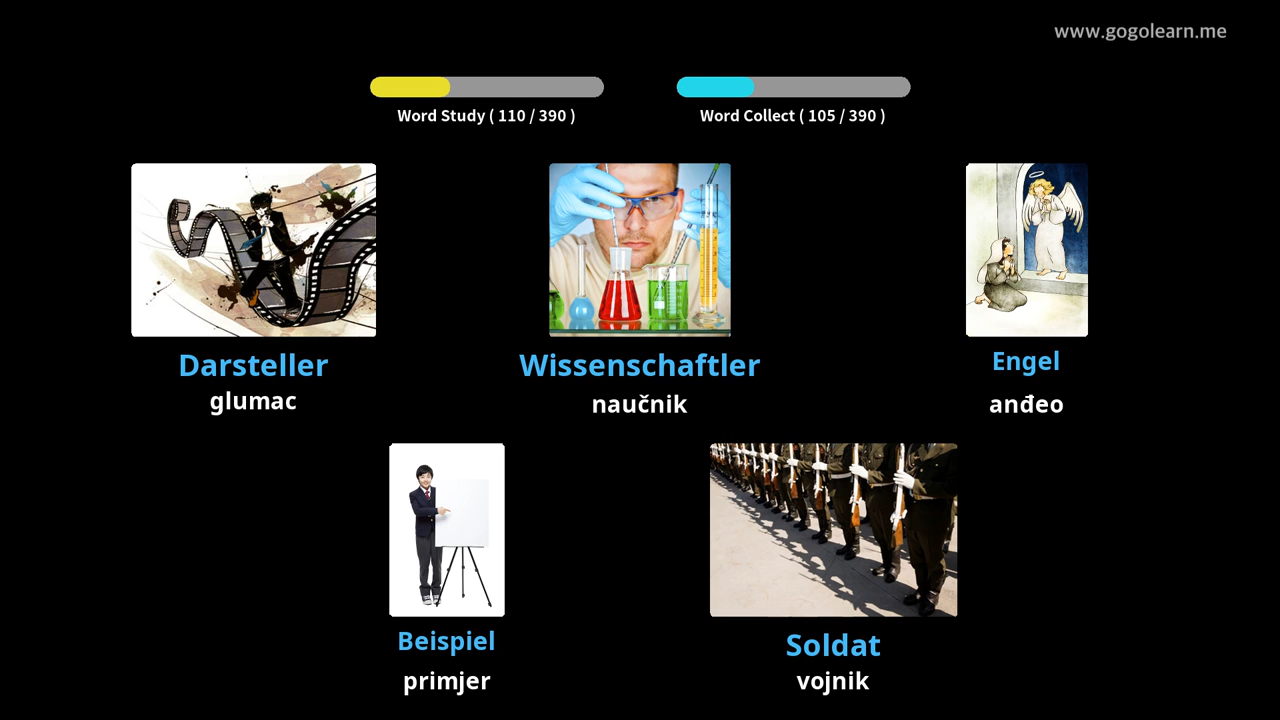 www.gogolearn.me
Word Study ( 110 / 390 )
Word Collect ( 105 / 390 )
Darsteller
glumac
Wissenschaftler
naučnik
Engel
anđeo
Beispiel
primjer
Soldat
vojnik